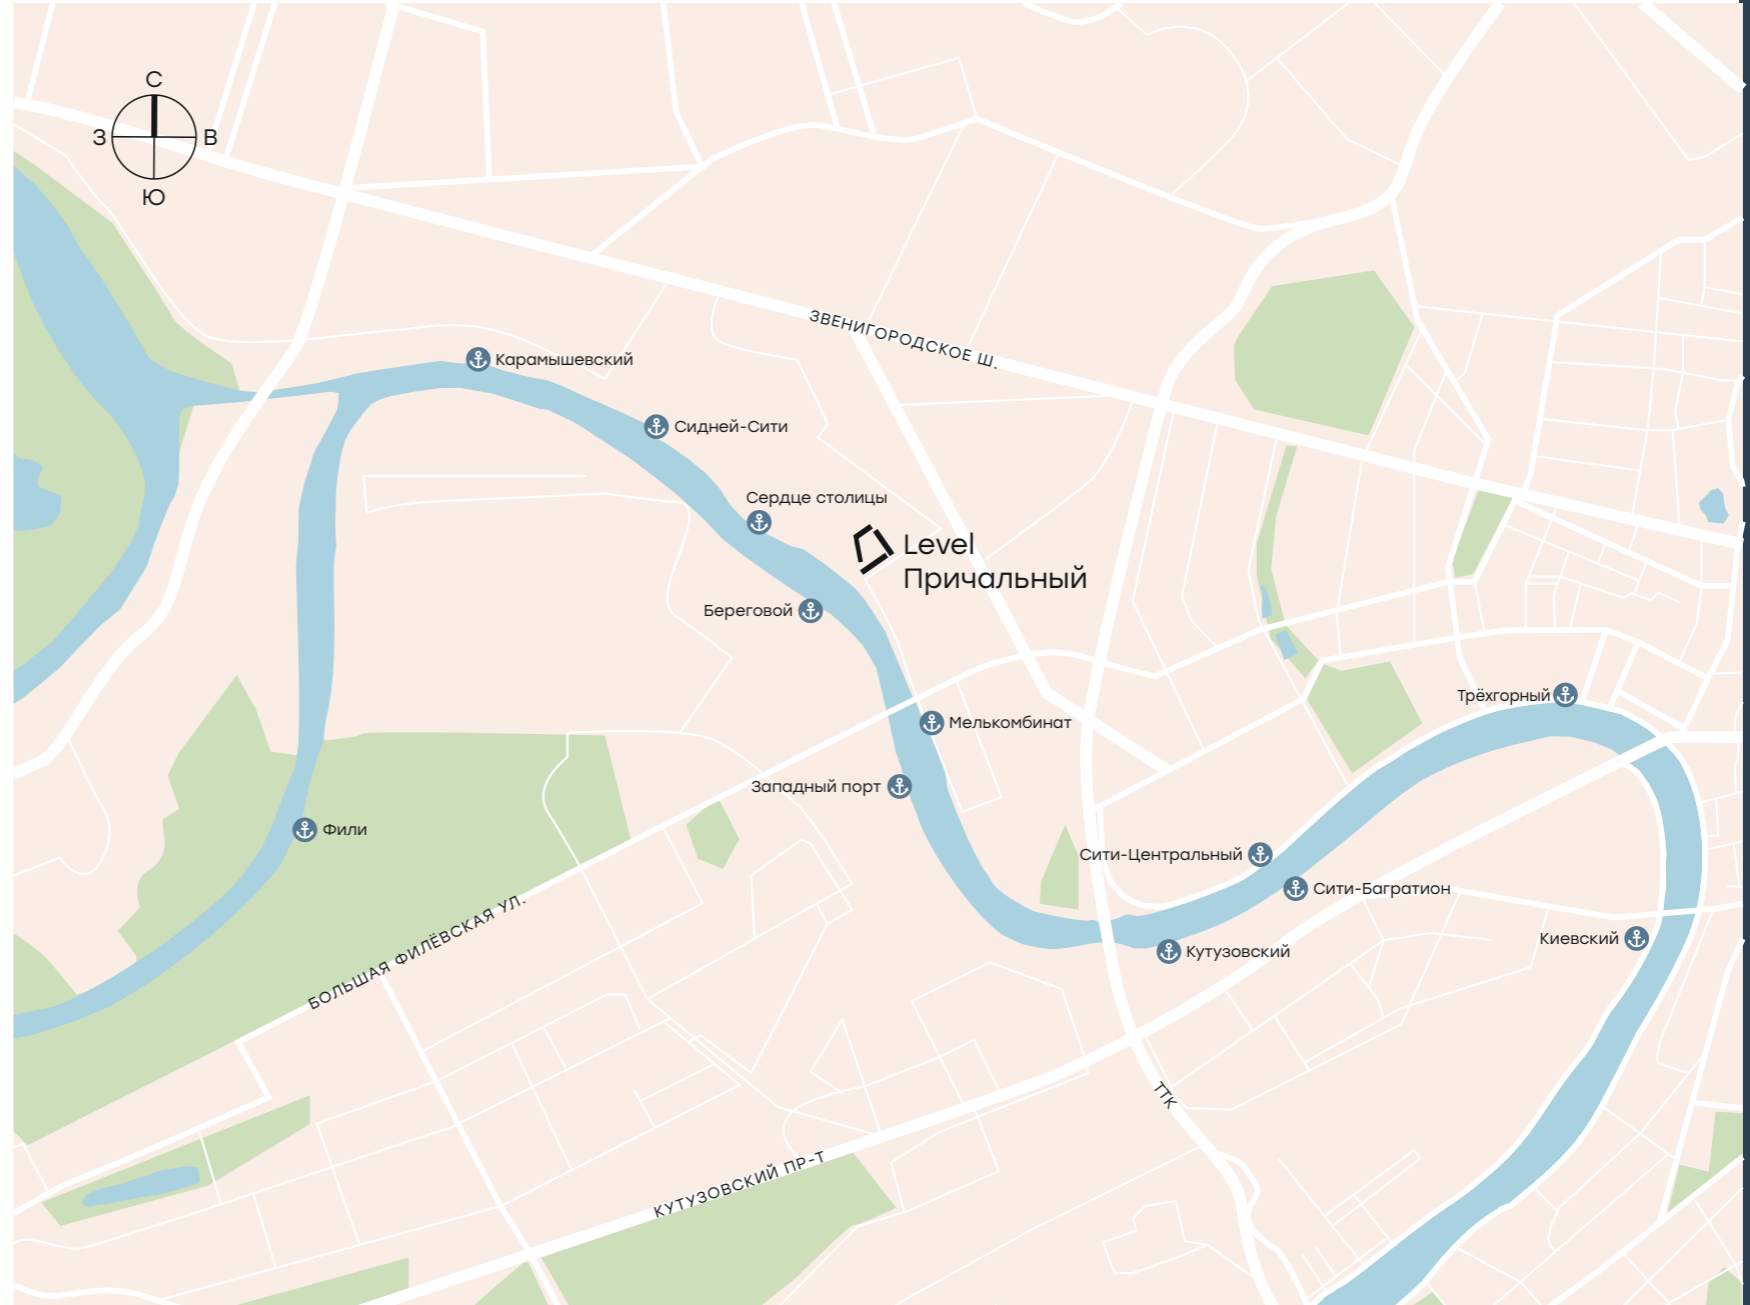 С
З
В
Ю
ЗВЕНИГОРОДСКОЕ Ш.
Карамышевский
Сидней-Сити
Сердце столицы
Level
Причальный
Береговой
Трёхгорный
Мелькомбинат
Западный порт
Фили
Сити-Центральный
Сити-Багратион
БОЛЬШАЯ ФИЛЁВСКАЯ УЛ.
Киевский
Кутузовский
ТТК
КУТУЗОВСКИЙ ПР-Т